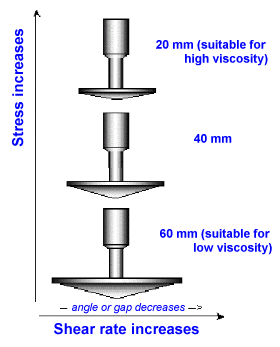 Stress increases
20 mm (suitable for
high viscosity)
40 mm
60 mm (suitable for
low viscosity)
— angle or gap decreases —>
Shear rate increases